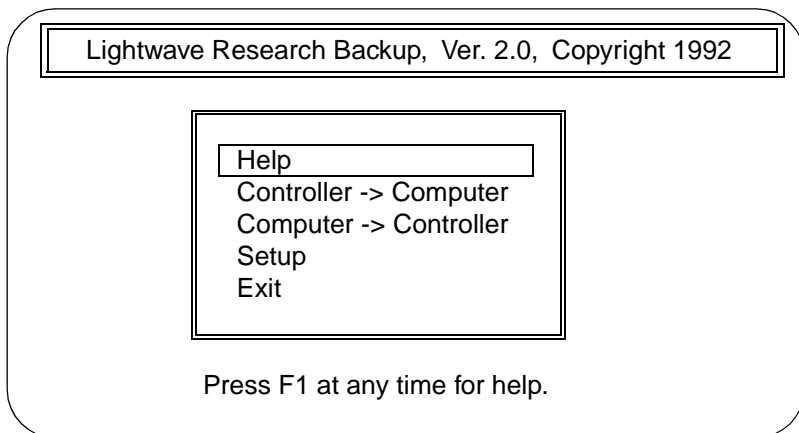 Lightwave Research Backup, Ver. 2.0, Copyright 1992
Help
Controller -> Computer
Computer -> Controller
Setup
Exit
Press F1 at any time for help.